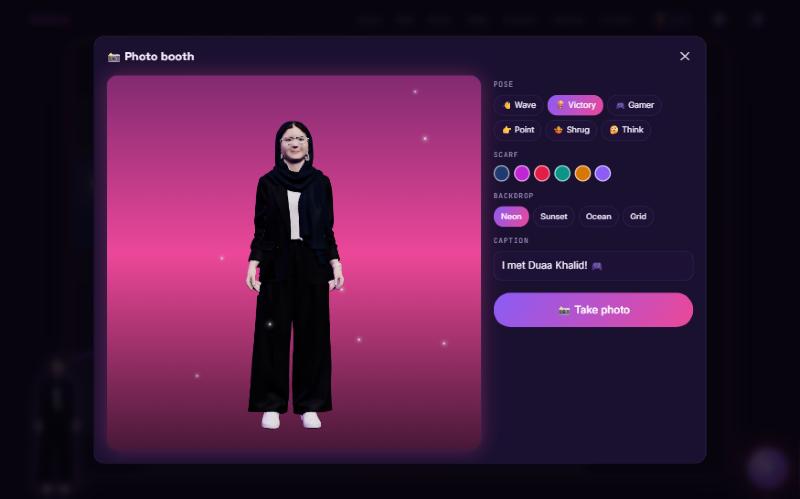 Photo booth
POSE
Wave
Victory
Gamer
Point
Shrug
Think
SCARF
BACKDROP
Neon
Sunset
Ocean
Grid
CAPTION
I met Duaa Khalid! 🎮
Take photo